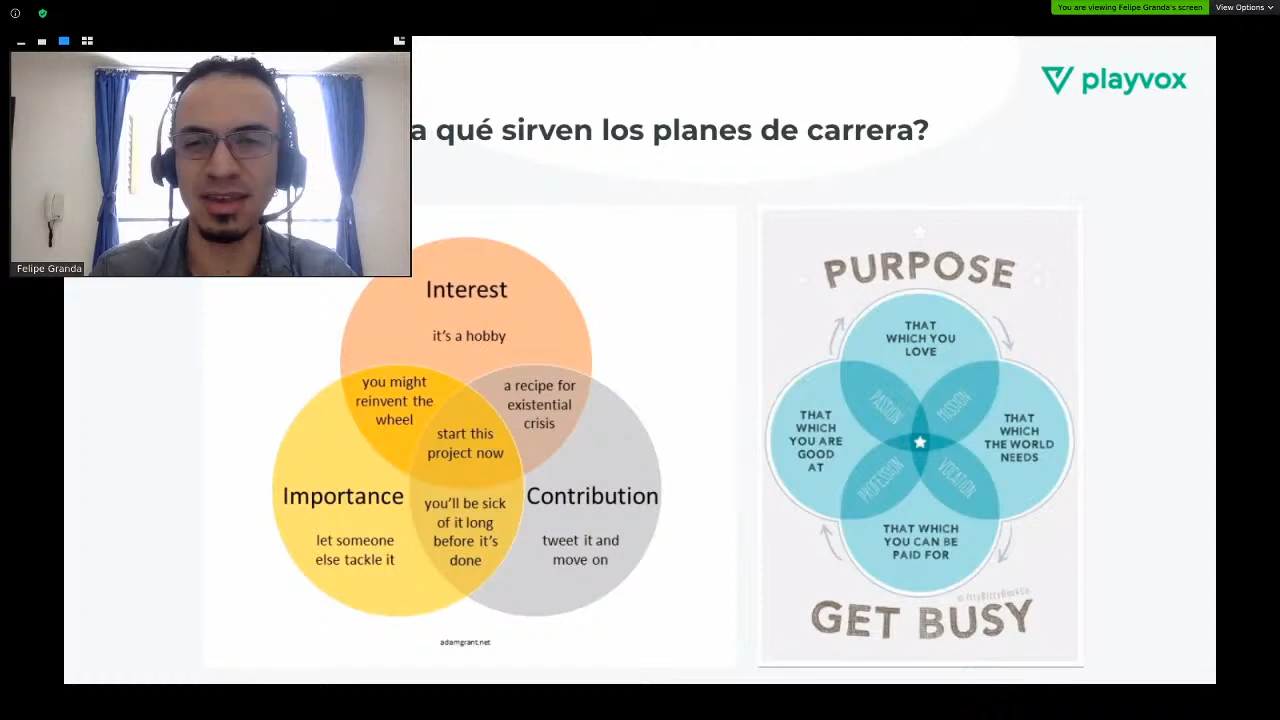 You are viewing Felipe Granda's screen
View Options
playvox
a qué sirven los planes de carrera?
Felipe Granda
Interest
it's a hobby
you might
reinvent the
wheel
a recipe for
existential
crisis
start this
project now
Importance
let someone
else tackle it
you'll be sick
of it long
before it's
done
Contribution
tweet it and
move on
adamgrant.net
PURPOSE
THAT
WHICH YOU
LOVE
PASSION
MISSION
THAT
WHICH
YOU ARE
GOOD
AT
THAT
WHICH
THE WORLD
NEEDS
PROFESSION
VOCATION
THAT WHICH
YOU CAN BE
PAID FOR
GET BUSY